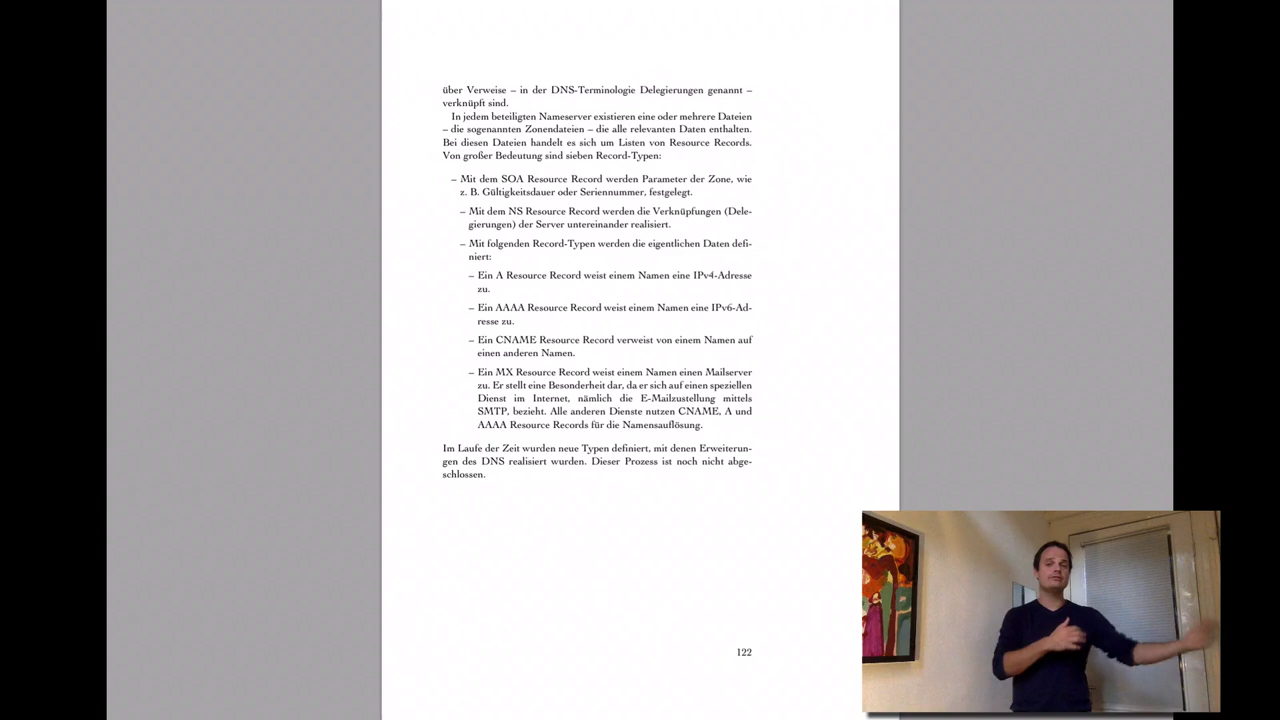 über Verweise – in der DNS-Terminologie Delegierungen genannt –
verknüpft sind.
In jedem beteiligten Nameserver existieren eine oder mehrere Dateien
– die sogenannten Zonendateien – die alle relevanten Daten enthalten.
Bei diesen Dateien handelt es sich um Listen von Resource Records.
Von großer Bedeutung sind sieben Record-Typen:
– Mit dem SOA Resource Record werden Parameter der Zone, wie
z. B. Gültigkeitsdauer oder Seriennummer, festgelegt.
– Mit dem NS Resource Record werden die Verknüpfungen (Dele-
gierungen) der Server untereinander realisiert.
– Mit folgenden Record-Typen werden die eigentlichen Daten defi-
niert:
– Ein A Resource Record weist einem Namen eine IPv4-Adresse
zu.
– Ein AAAA Resource Record weist einem Namen eine IPv6-Ad-
resse zu.
– Ein CNAME Resource Record verweist von einem Namen auf
einen anderen Namen.
– Ein MX Resource Record weist einem Namen einen Mailserver
zu. Er stellt eine Besonderheit dar, da er sich auf einen speziellen
Dienst im Internet, nämlich die E-Mailzustellung mittels
SMTP, bezieht. Alle anderen Dienste nutzen CNAME, A und
AAAA Resource Records für die Namensauflösung.
Im Laufe der Zeit wurden neue Typen definiert, mit denen Erweiterun-
gen des DNS realisiert wurden. Dieser Prozess ist noch nicht abge-
schlossen.
122